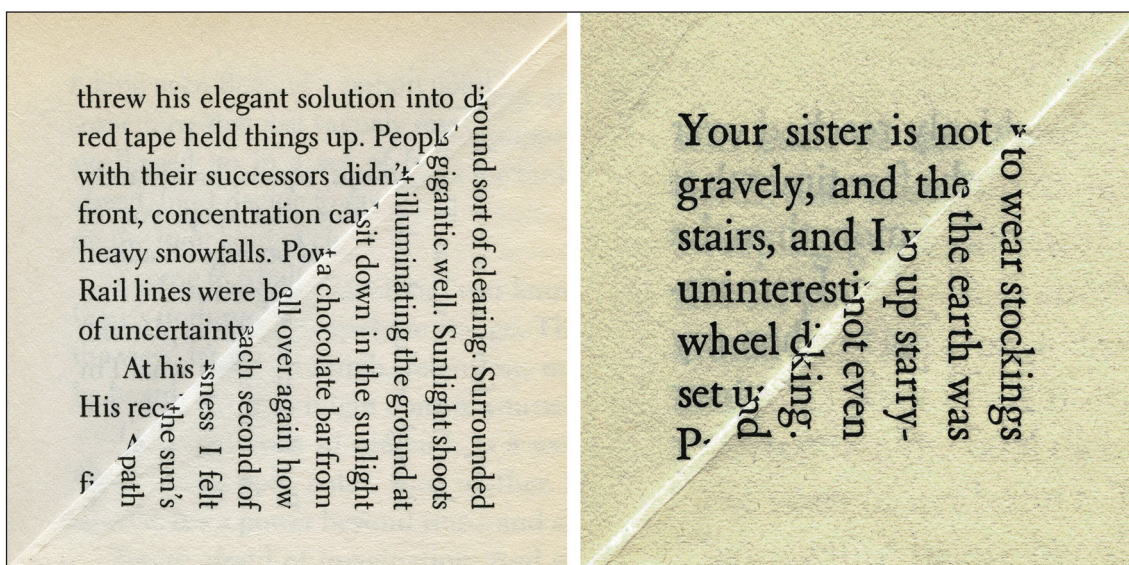 threw his elegant solution into
red tape held things up.
with their successors didn't
front, concentration
heavy snowfalls.
Rail lines were
of uncertainty
At his
His
round sort of clearing. Surrounded
gigantic well. Sunlight shoots
illuminating the ground at
sit down in the sunlight
a chocolate bar from
all over again how
each second of
ness I felt
the sun's
path
Your sister is not
gravely, and the
stairs, and I
uninteresti
wheel
set
to wear stockings
the earth was
up starry-
not even
king.